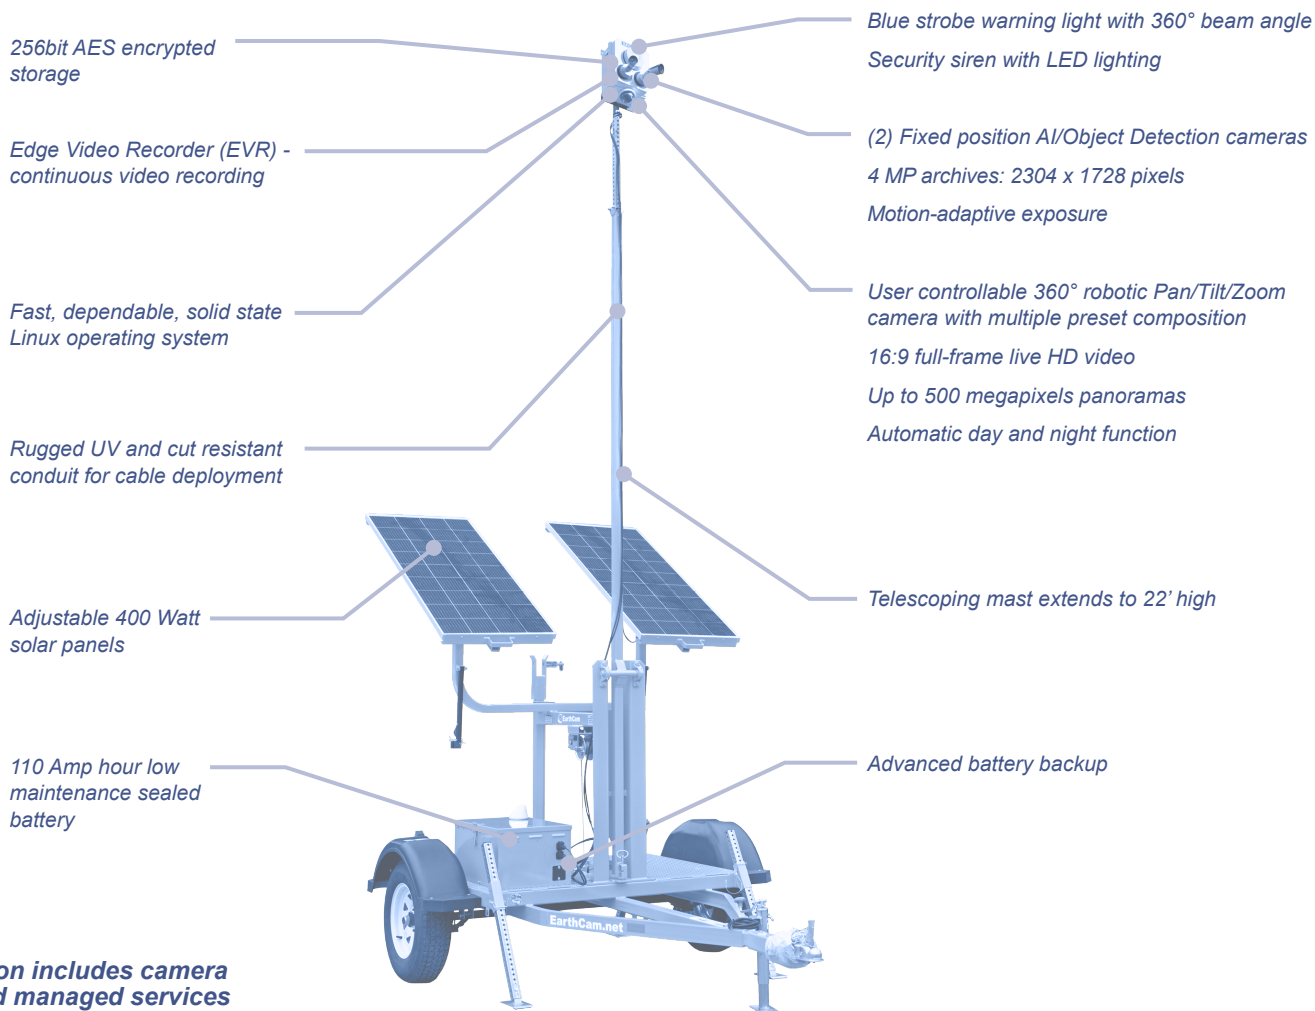 256bit AES encrypted
storage
Edge Video Recorder (EVR) -
continuous video recording
Fast, dependable, solid state
Linux operating system
Rugged UV and cut resistant
conduit for cable deployment
Adjustable 400 Watt
solar panels
110 Amp hour low
maintenance sealed
battery
Blue strobe warning light with 360° beam angle
Security siren with LED lighting
(2) Fixed position AI/Object Detection cameras
4 MP archives: 2304 x 1728 pixels
Motion-adaptive exposure
User controllable 360° robotic Pan/Tilt/Zoom
camera with multiple preset composition
16:9 full-frame live HD video
Up to 500 megapixels panoramas
Automatic day and night function
Telescoping mast extends to 22’ high
Advanced battery backup
EarthCam
EarthCam.net
includes camera
managed services